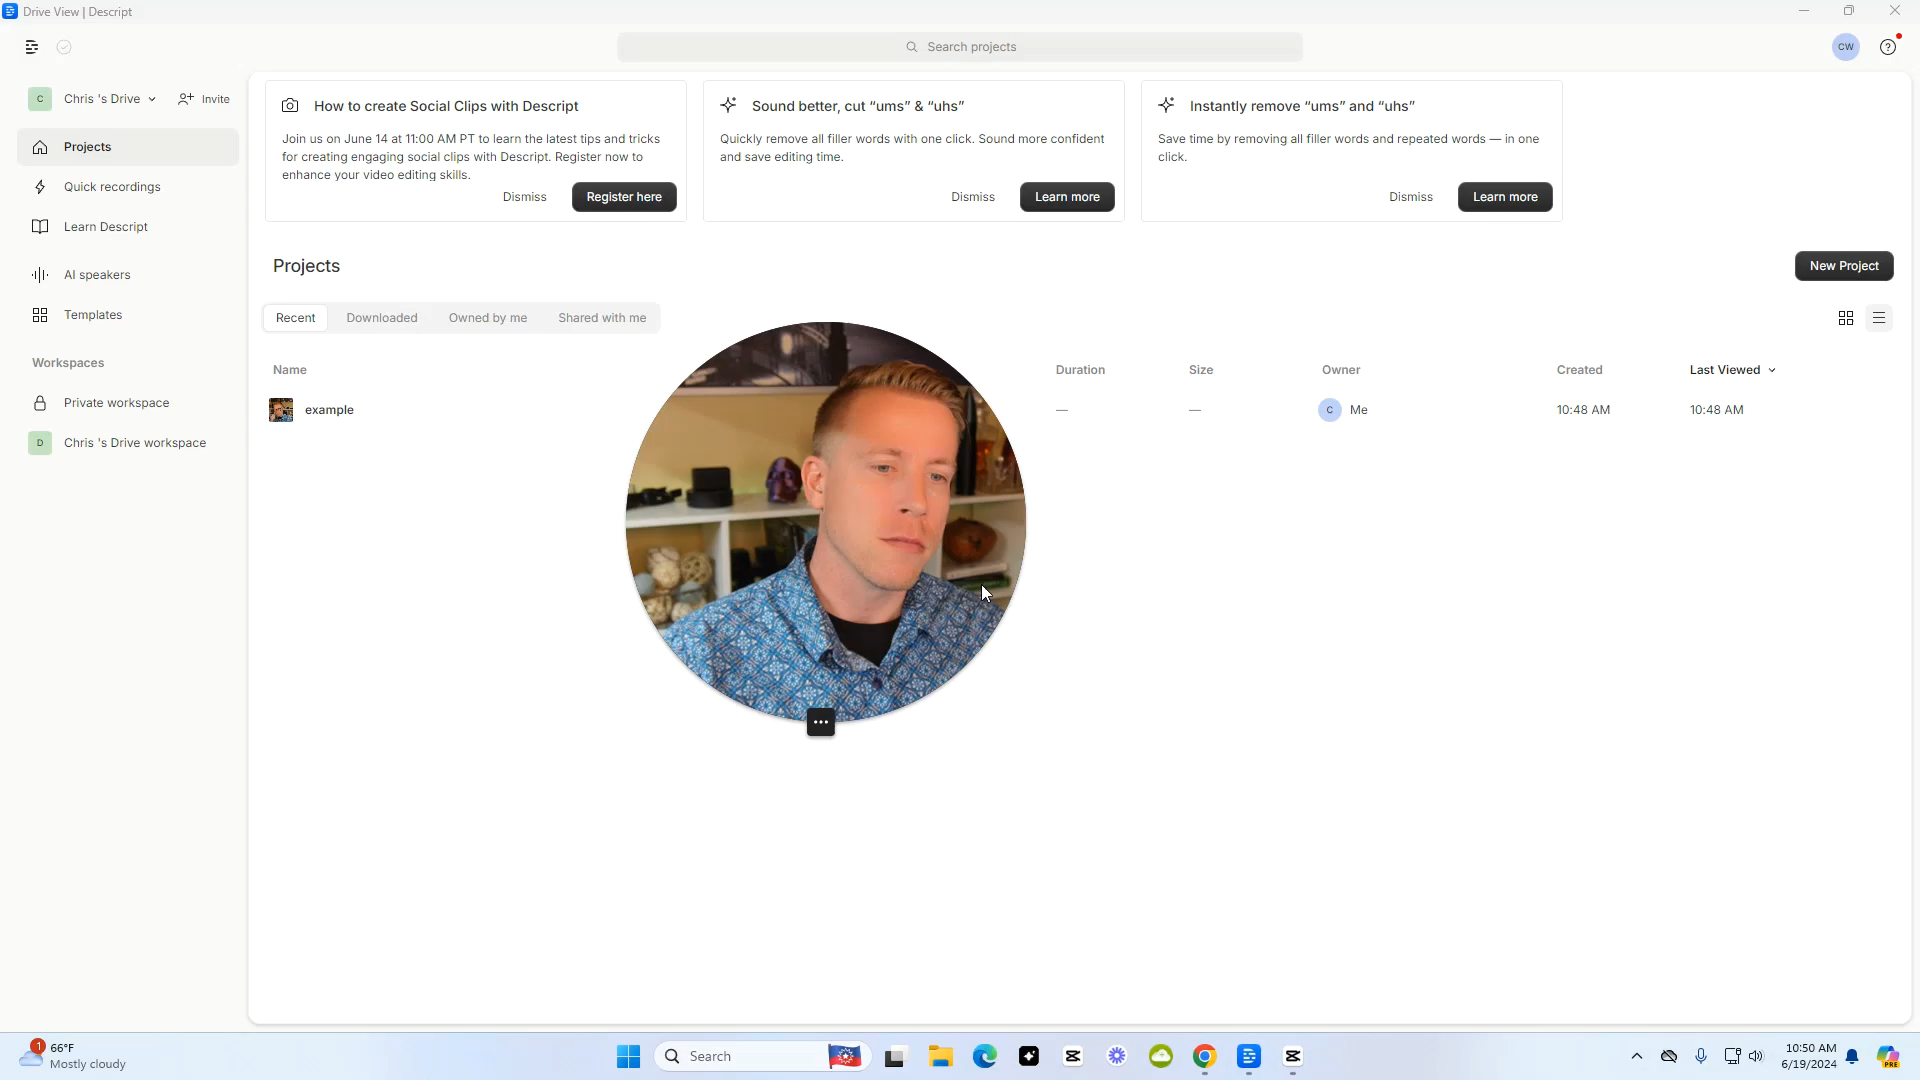 Drive View | Descript
Search projects
CW
C Chris 's Drive
Invite
Projects
Quick recordings
Learn Descript
AI speakers
Templates
Workspaces
Private workspace
D Chris 's Drive workspace
How to create Social Clips with Descript
Join us on June 14 at 11:00 AM PT to learn the latest tips and tricks
for creating engaging social clips with Descript. Register now to
enhance your video editing skills.
Dismiss
Register here
Sound better, cut “ums” & “uhs”
Quickly remove all filler words with one click. Sound more confident
and save editing time.
Dismiss
Learn more
Instantly remove “ums” and “uhs”
Save time by removing all filler words and repeated words — in one
click.
Dismiss
Learn more
Projects
New Project
Recent
Downloaded
Owned by me
Shared with me
Name
Duration
Size
Owner
Created
Last Viewed
example
—
—
C Me
10:48 AM
10:48 AM
1
66°F
Mostly cloudy
Search
10:50 AM
6/19/2024
PRE